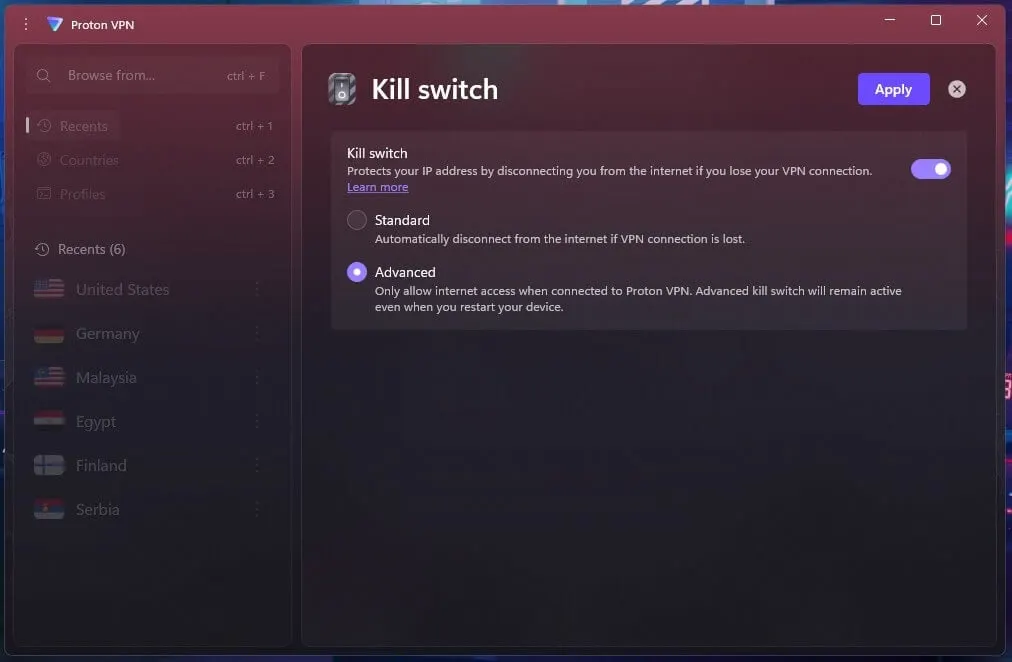 Proton VPN
Browse from...
ctrl + F
Recents
ctrl + 1
Countries
ctrl + 2
Profiles
ctrl + 3
Recents (6)
United States
Germany
Malaysia
Egypt
Finland
Serbia
Kill switch
Apply
Kill switch
Protects your IP address by disconnecting you from the internet if you lose your VPN connection.
Learn more
Standard
Automatically disconnect from the internet if VPN connection is lost.
Advanced
Only allow internet access when connected to Proton VPN. Advanced kill switch will remain active
even when you restart your device.